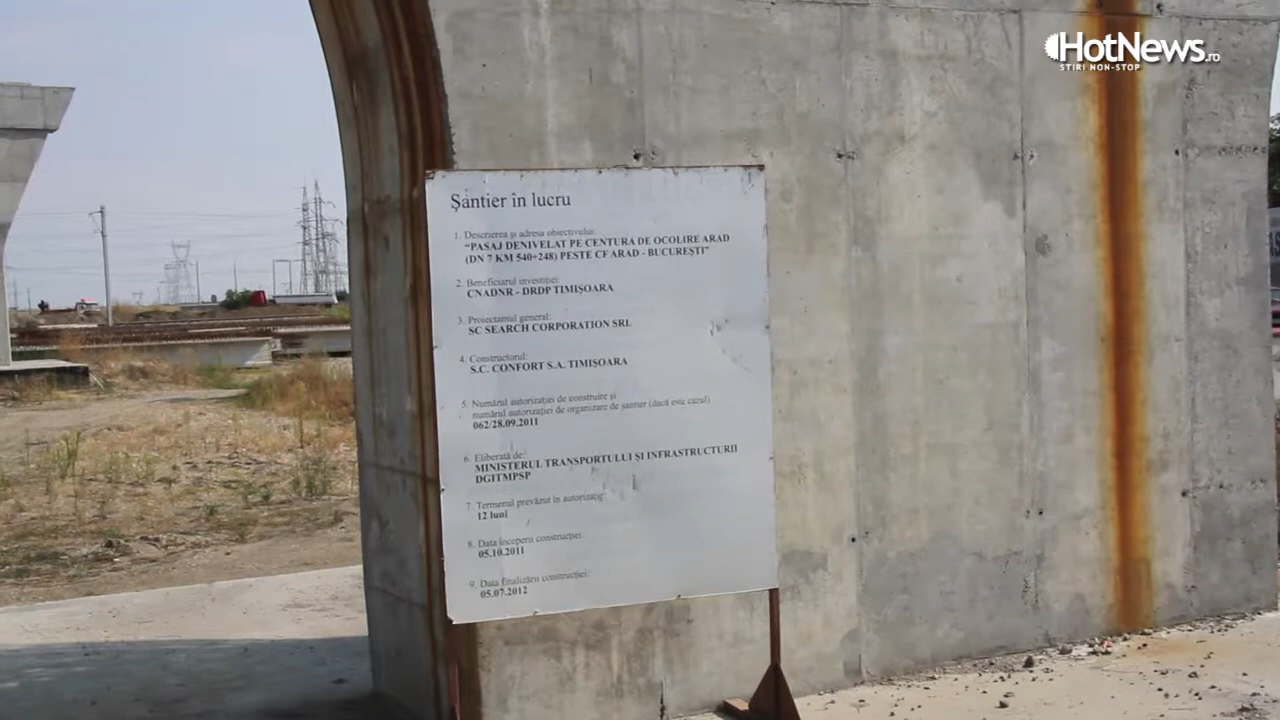 HotNews.ro
STIRI NON-STOP
Şantier în lucru
1. Descrierea şi adresa obiectivului:
“PASAJ DENIVELAT PE CENTURA DE OCOLIRE ARAD
(DN 7 KM 540+248) PESTE CF ARAD - BUCUREŞTI”
2. Beneficiarul investiţiei:
CNADNR - DRDP TIMIŞOARA
3. Proiectantul general:
SC SEARCH CORPORATION SRL
4. Constructorul:
S.C. CONFORT S.A. TIMIŞOARA
5. Numărul autorizaţiei de construire şi
numărul autorizaţiei de organizare de şantier (dacă este cazul)
062/28.09.2011
6. Eliberată de:
MINISTERUL TRANSPORTULUI ŞI INFRASTRUCTURII
DGITMPSP
7. Termenul prevăzut în autorizaţie:
12 luni
8. Data începerii construcţiei:
05.10.2011
9. Data finalizării construcţiei:
05.07.2012